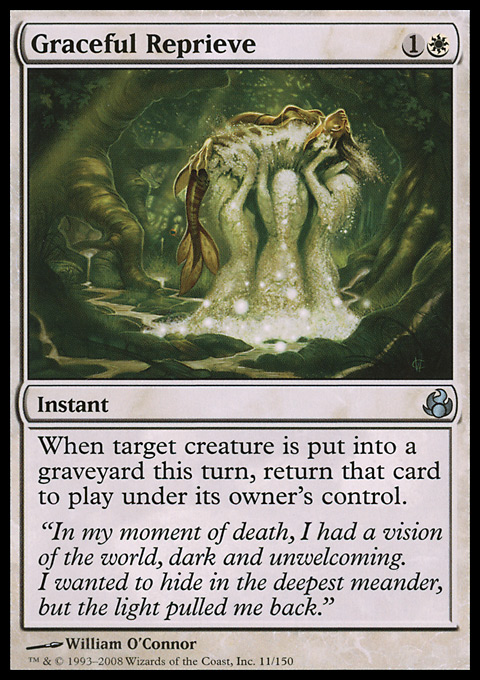 Graceful Reprieve 1
Instant
When target creature is put into a
graveyard this turn, return that card
to play under its owner's control.
“In my moment of death, I had a vision
of the world, dark and unwelcoming.
I wanted to hide in the deepest meander,
but the light pulled me back.”
William O'Connor
™ & © 1993–2008 Wizards of the Coast, Inc. 11/150